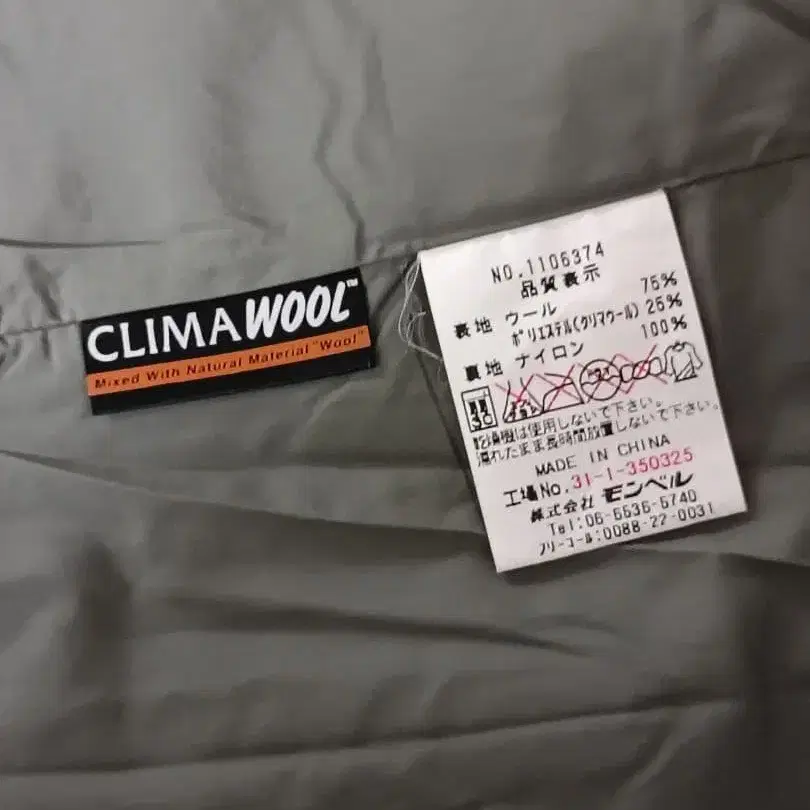 CLIMAWOOL™
Mixed With Natural Material "Wool"
NO.1106374
品質表示
表地 ウール 75%
ポリエステル(クリマウール) 25%
裏地 ナイロン 100%
30
乾燥機は使用しないで下さい。
濡れたまま長時間放置しないで下さい。
MADE IN CHINA
工場No.31-1-350325
株式会社 モンベル
Tel:06-6536-5740
フリーコール:0088-22-0031